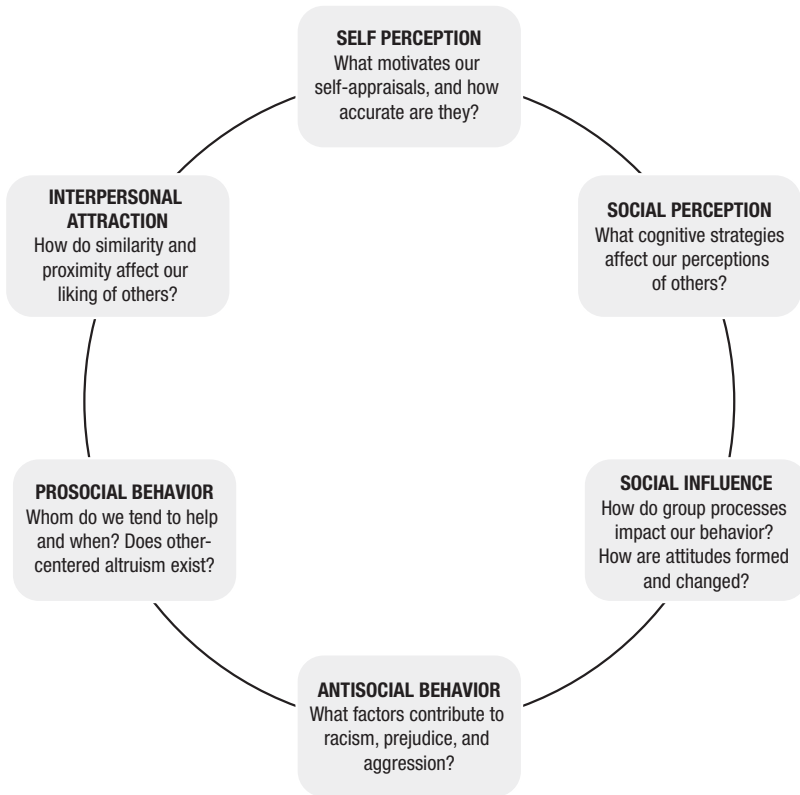 SELF PERCEPTION
What motivates our
self-appraisals, and how
accurate are they?
SOCIAL PERCEPTION
What cognitive strategies
affect our perceptions
of others?
SOCIAL INFLUENCE
How do group processes
impact our behavior?
How are attitudes formed
and changed?
ANTISOCIAL BEHAVIOR
What factors contribute to
racism, prejudice, and
aggression?
PROSOCIAL BEHAVIOR
Whom do we tend to help
and when? Does other-
centered altruism exist?
INTERPERSONAL
ATTRACTION
How do similarity and
proximity affect our
liking of others?